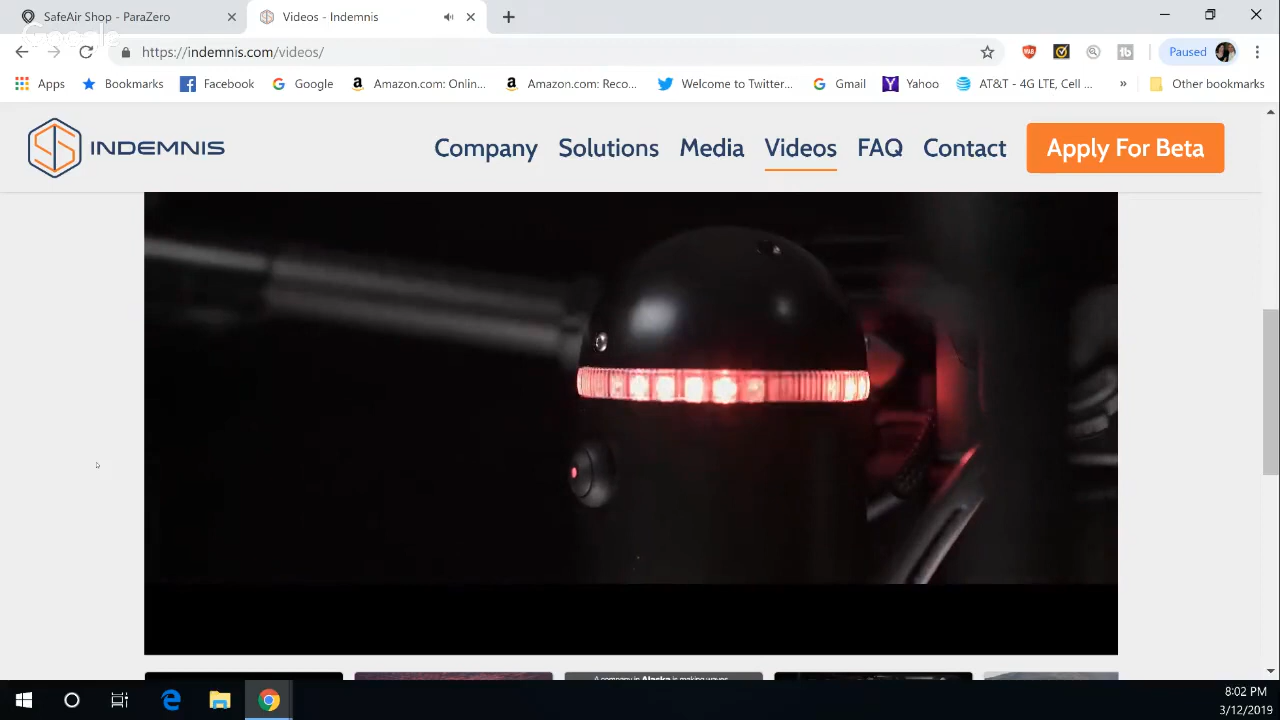 SafeAir Shop - ParaZero
Videos - Indemnis
Google
https://indemnis.com/videos/
Paused
Apps
Bookmarks
Facebook
Google
Amazon.com: Onlin...
Amazon.com: Reco...
Welcome to Twitter...
Gmail
Yahoo
AT&T - 4G LTE, Cell ...
»
Other bookmarks
INDEMNIS
Company
Solutions
Media
Videos
FAQ
Contact
Apply For Beta
A company in Alaska is making waves
8:02 PM
3/12/2019